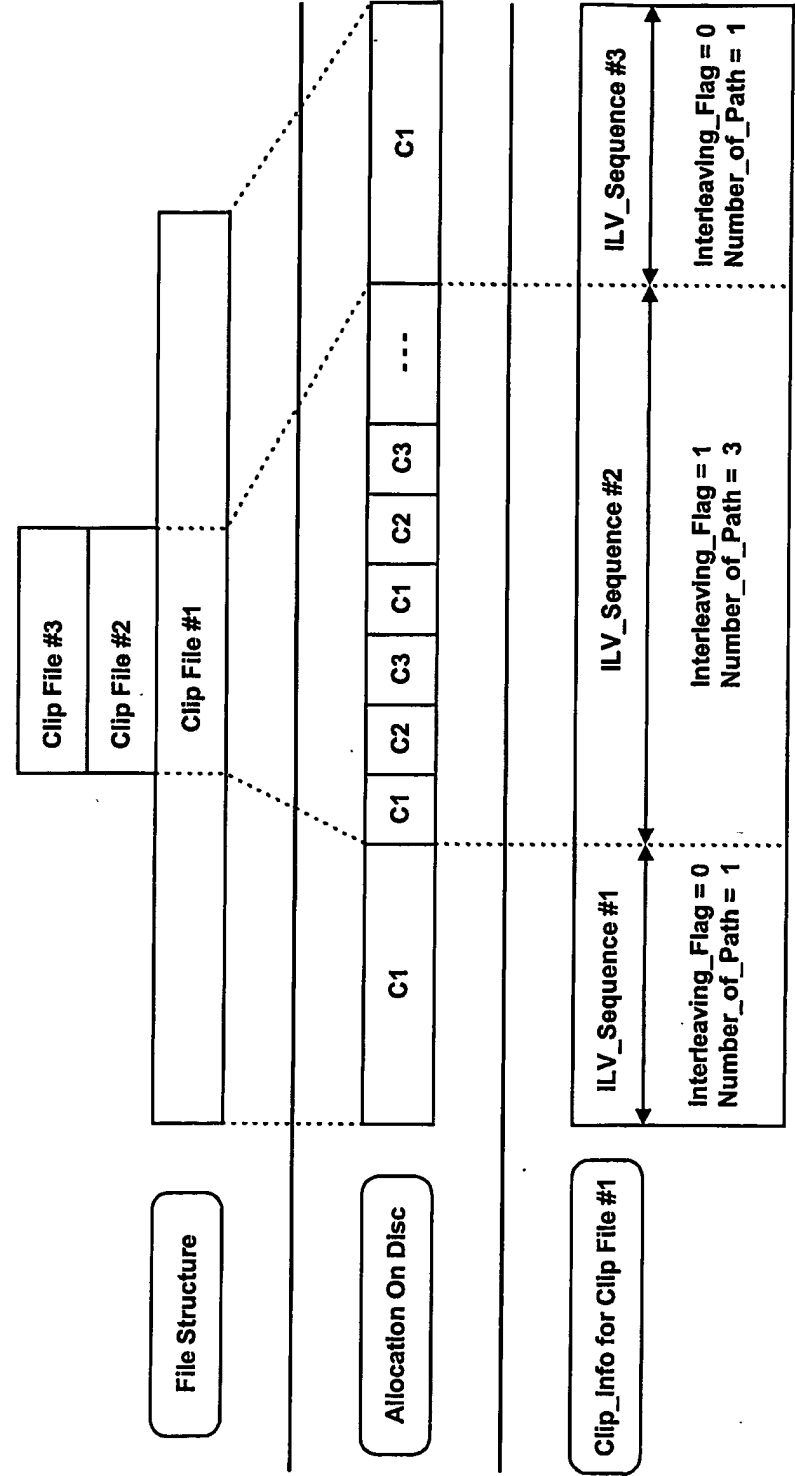 File Structure
Clip File #3
Clip File #2
Clip File #1
Allocation On Disc
C1
C1
C2
C3
C1
C2
C3
---
C1
Clip_Info for Clip File #1
ILV_Sequence #1
Interleaving_Flag = 0
Number_of_Path = 1
ILV_Sequence #2
Interleaving_Flag = 1
Number_of_Path = 3
ILV_Sequence #3
Interleaving_Flag = 0
Number_of_Path = 1